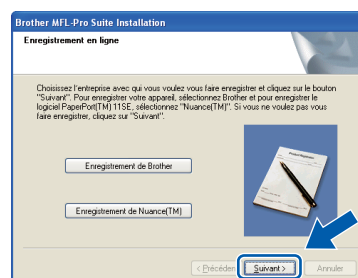 Brother MFL-Pro Suite Installation
Enregistrement en ligne
Choisissez l'entreprise avec qui vous voulez vous faire enregistrer et cliquez sur le bouton
"Suivant". Pour enregistrer votre appareil, sélectionnez Brother et pour enregistrer le
logiciel PaperPort(TM) 11SE, sélectionnez "Nuance(TM)". Si vous ne voulez pas vous
faire enregistrer, cliquez sur "Suivant".
Enregistrement de Brother
Enregistrement de Nuance(TM)
< Précéden
Suivant >
Annuler